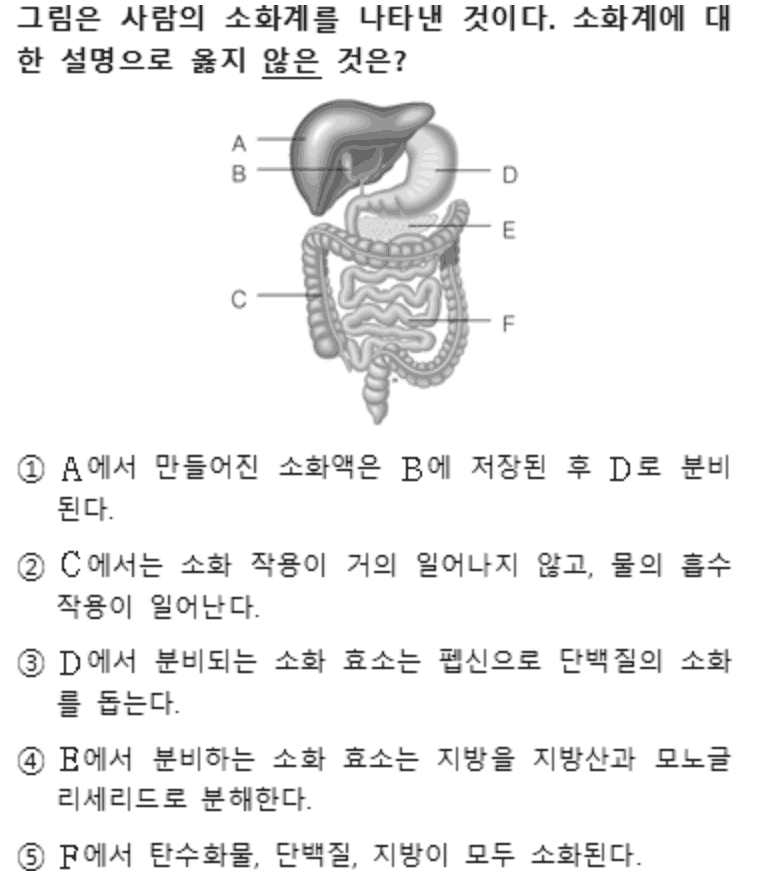 그림은 사람의 소화계를 나타낸 것이다. 소화계에 대
한 설명으로 옳지 않은 것은?
A
B
D
E
C
F
① A에서 만들어진 소화액은 B에 저장된 후 D로 분비
된다.
② C에서는 소화 작용이 거의 일어나지 않고, 물의 흡수
작용이 일어난다.
③ D에서 분비되는 소화 효소는 펩신으로 단백질의 소화
를 돕는다.
④ E에서 분비하는 소화 효소는 지방을 지방산과 모노글
리세리드로 분해한다.
⑤ F에서 탄수화물, 단백질, 지방이 모두 소화된다.